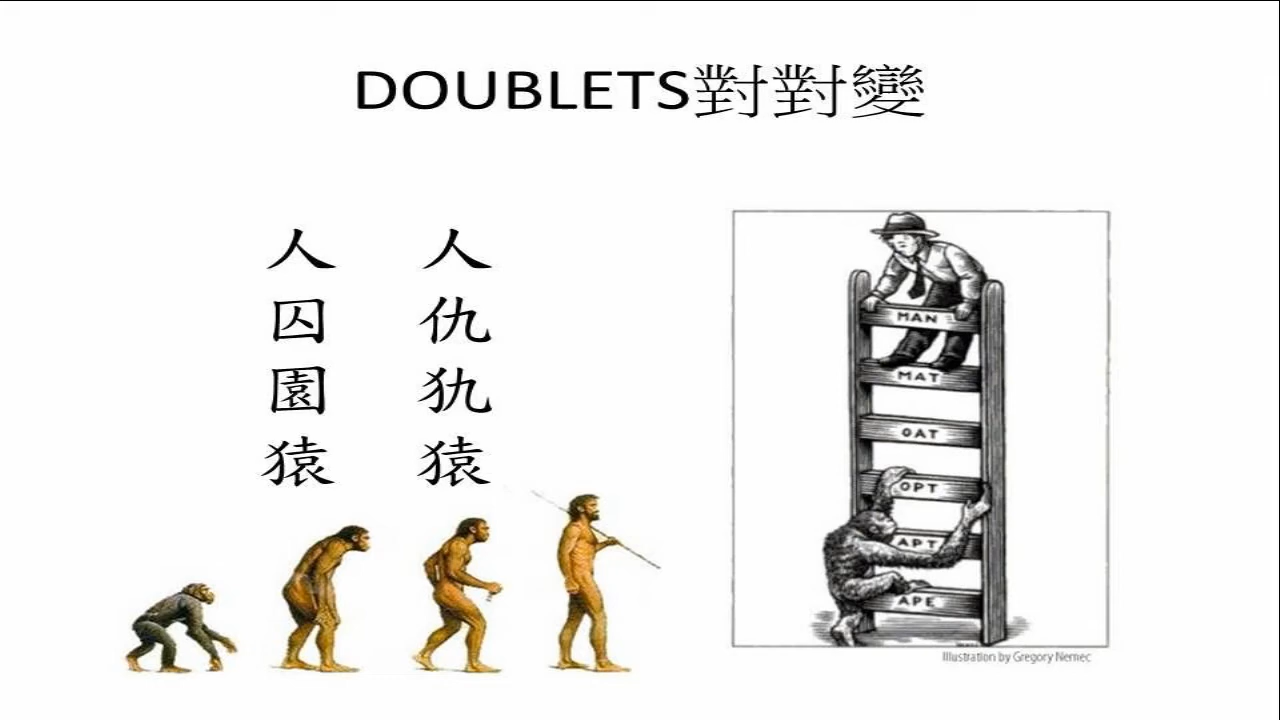 DOUBLETS對對變
人 人
囚 仇
園 犰
猿 猿
MAN
MAT
OAT
OPT
APT
APE
Illustration by Gregory Nemec